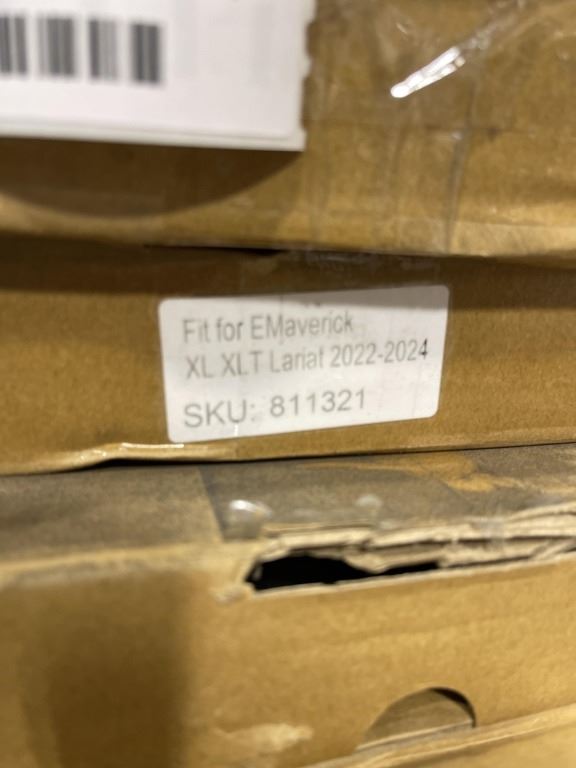 Fit for EMaverick
XL XLT Lariat 2022-2024
SKU: 811321